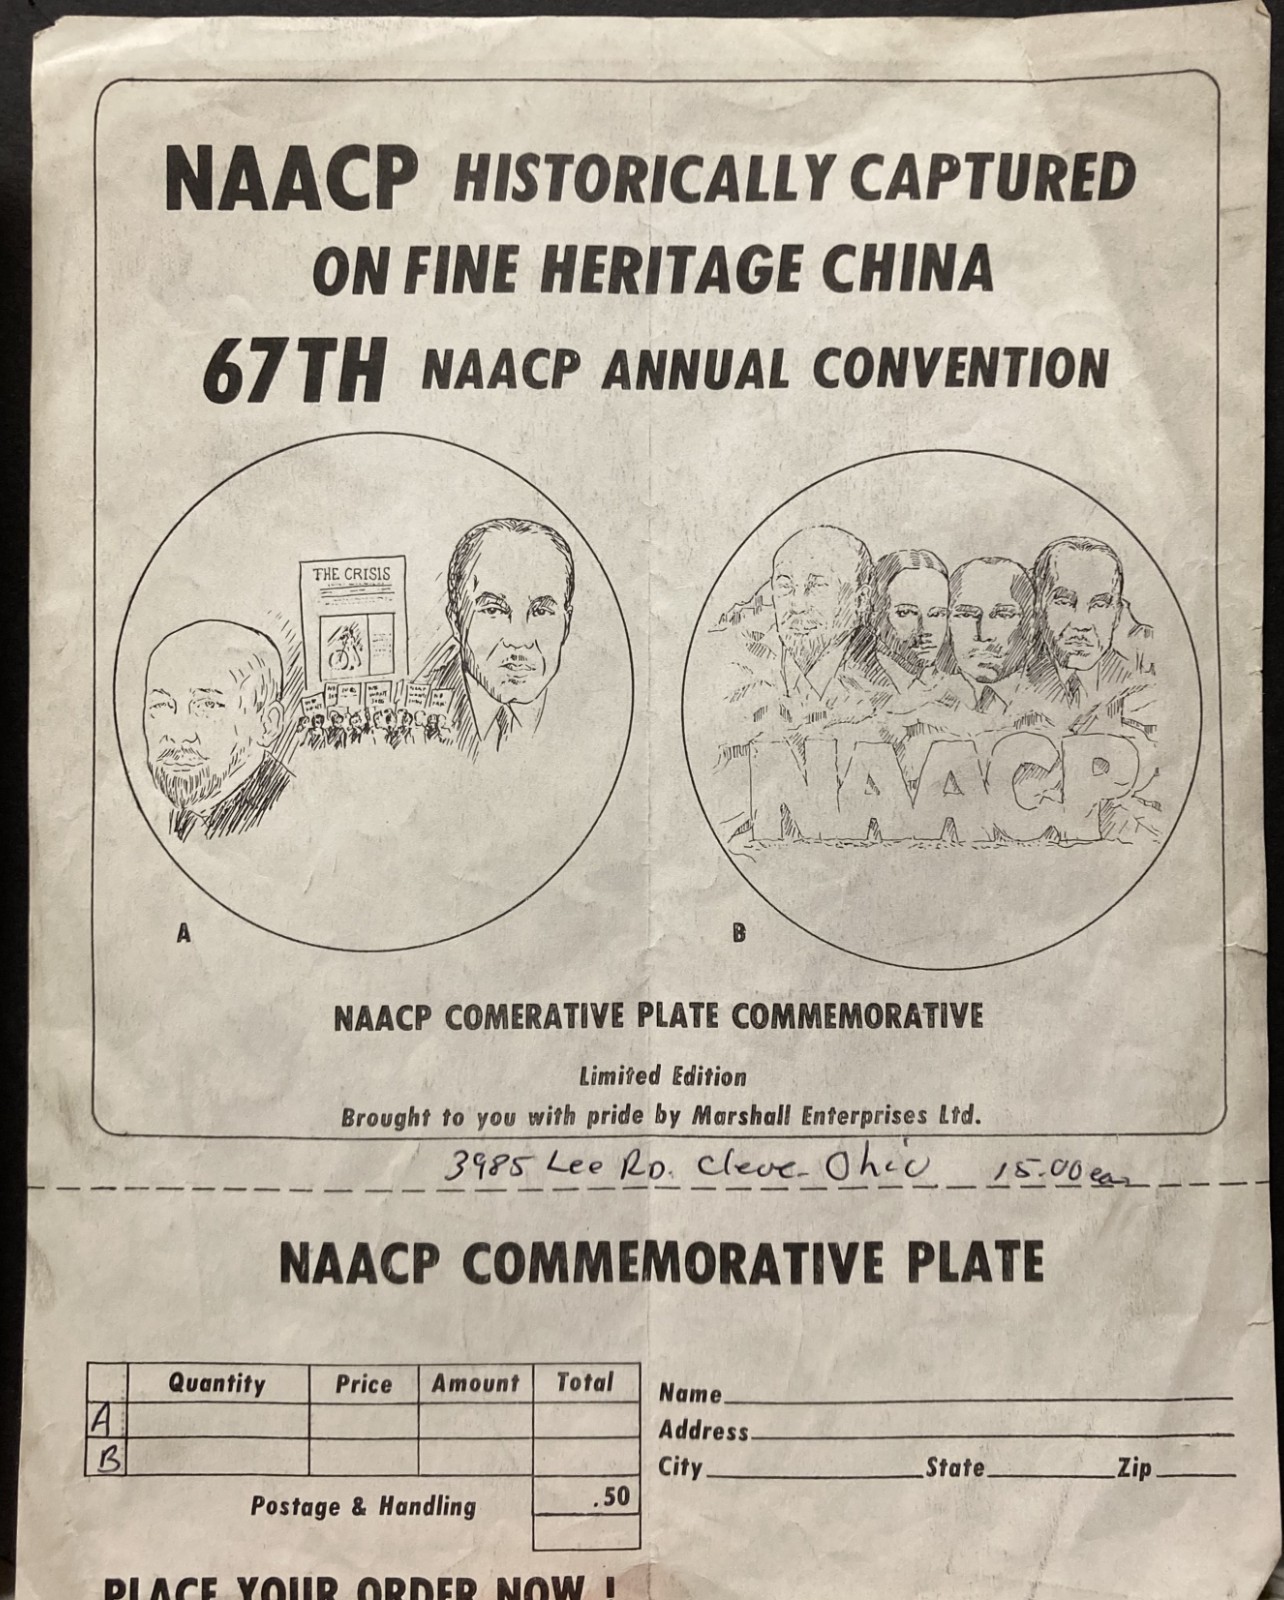 NAACP HISTORICALLY CAPTURED
ON FINE HERITAGE CHINA
67TH NAACP ANNUAL CONVENTION
THE CRISIS
NAACP
A
B
NAACP COMERATIVE PLATE COMMEMORATIVE
Limited Edition
Brought to you with pride by Marshall Enterprises Ltd.
3985 Lee RD. Cleve. Ohio 15.00 ea
NAACP COMMEMORATIVE PLATE
Quantity Price Amount Total
A
B
Postage & Handling .50
Name
Address
City State Zip
PLACE YOUR ORDER NOW !